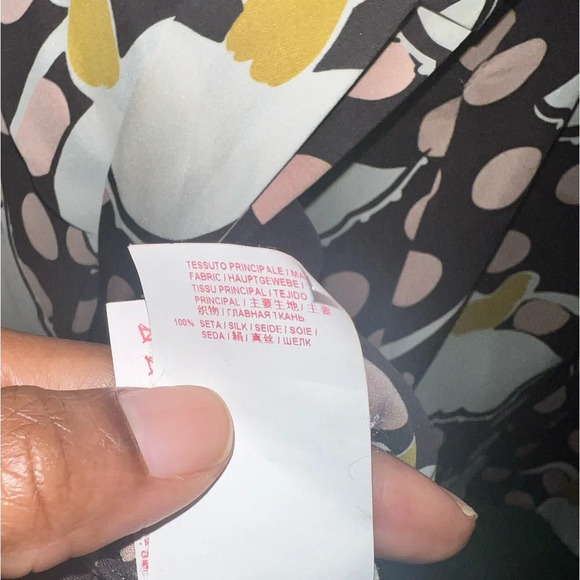 TESSUTO PRINCIPALE / MA
FABRIC / HAUPTGEWEBE /
TISSU PRINCIPAL / TEJIDO
PRINCIPAL / 主要生地 / 主要
织物 / ГЛАВНАЯ ТКАНЬ
100% SETA / SILK / SEIDE / SOIE /
SEDA / 絹 / 真丝 / ШЕЛК